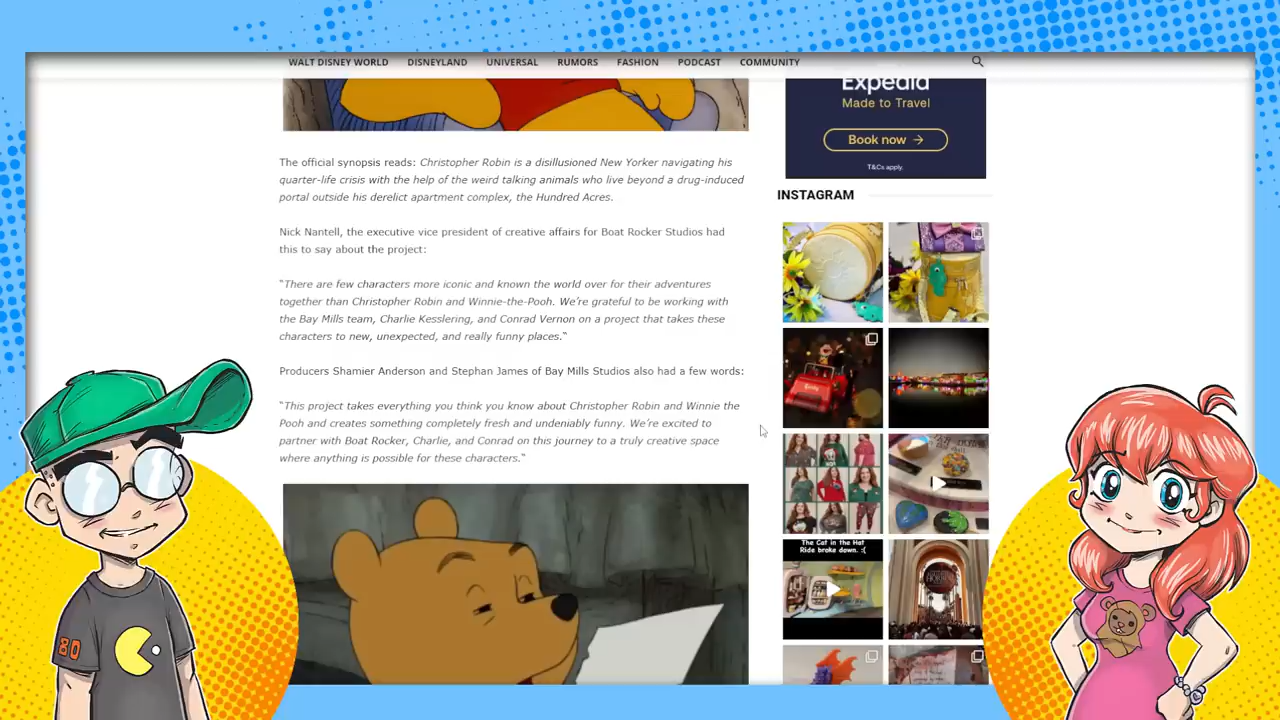 WALT DISNEY WORLD DISNEYLAND UNIVERSAL RUMORS FASHION PODCAST COMMUNITY
The official synopsis reads: Christopher Robin is a disillusioned New Yorker navigating his
quarter-life crisis with the help of the weird talking animals who live beyond a drug-induced
portal outside his derelict apartment complex, the Hundred Acres.
Nick Nantell, the executive vice president of creative affairs for Boat Rocker Studios had
this to say about the project:
“There are few characters more iconic and known the world over for their adventures
together than Christopher Robin and Winnie-the-Pooh. We’re grateful to be working with
the Bay Mills team, Charlie Kesslering, and Conrad Vernon on a project that takes these
characters to new, unexpected, and really funny places.“
Producers Shamier Anderson and Stephan James of Bay Mills Studios also had a few words:
“This project takes everything you think you know about Christopher Robin and Winnie the
Pooh and creates something completely fresh and undeniably funny. We’re excited to
partner with Boat Rocker, Charlie, and Conrad on this journey to a truly creative space
where anything is possible for these characters.“
Expedia
Made to Travel
Book now →
T&Cs apply.
INSTAGRAM
The Cat in the Hat
Ride broke down. :(
80